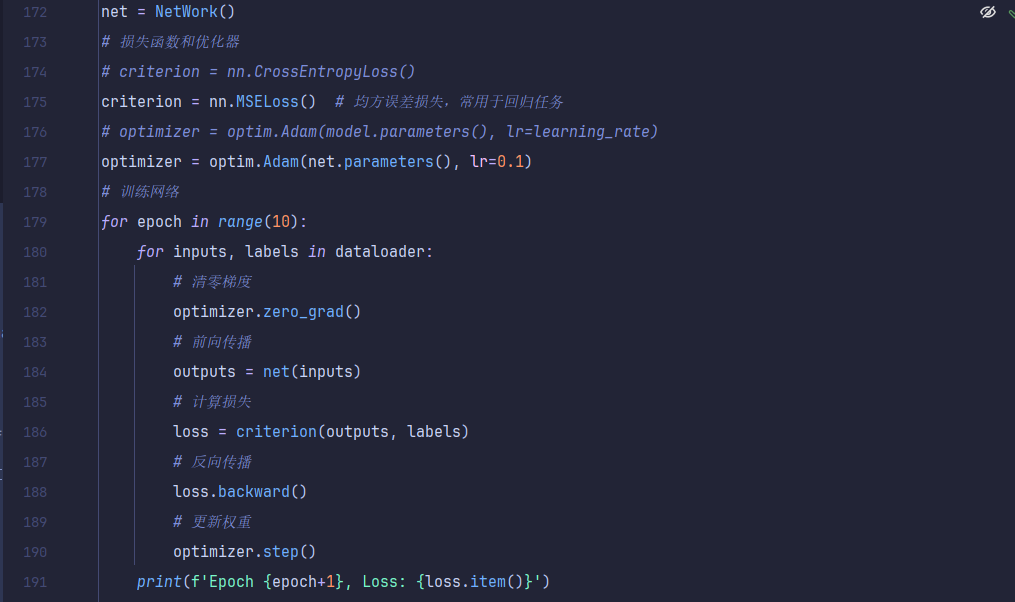 172 net = NetWork()
173 # 损失函数和优化器
174 # criterion = nn.CrossEntropyLoss()
175 criterion = nn.MSELoss()  # 均方误差损失，常用于回归任务
176 # optimizer = optim.Adam(model.parameters(), lr=learning_rate)
177 optimizer = optim.Adam(net.parameters(), lr=0.1)
178 # 训练网络
179 for epoch in range(10):
180     for inputs, labels in dataloader:
181         # 清零梯度
182         optimizer.zero_grad()
183         # 前向传播
184         outputs = net(inputs)
185         # 计算损失
186         loss = criterion(outputs, labels)
187         # 反向传播
188         loss.backward()
189         # 更新权重
190         optimizer.step()
191     print(f'Epoch {epoch+1}, Loss: {loss.item()}')